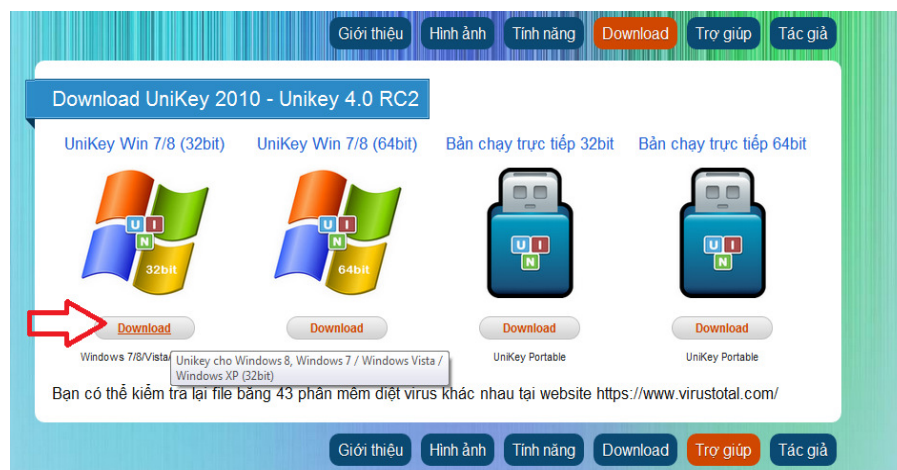 Giới thiệu Hình ảnh Tính năng Download Trợ giúp Tác giả
Download UniKey 2010 - Unikey 4.0 RC2
UniKey Win 7/8 (32bit) UniKey Win 7/8 (64bit) Bản chạy trực tiếp 32bit Bản chạy trực tiếp 64bit
U I U I U I U I
N N N N
32bit 64bit
Download Download Download Download
Windows 7/8/Vista/ UniKey Portable UniKey Portable
Unikey cho Windows 8, Windows 7 / Windows Vista /
Windows XP (32bit)
Bạn có thể kiểm tra lại file bằng 43 phần mềm diệt virus khác nhau tại website https://www.virustotal.com/
Giới thiệu Hình ảnh Tính năng Download Trợ giúp Tác giả